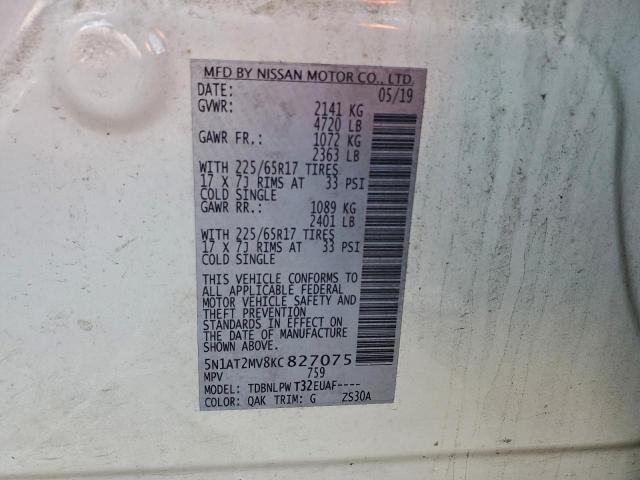 MFD BY NISSAN MOTOR CO., LTD.
DATE: 05/19
GVWR: 2141 KG
4720 LB
GAWR FR.: 1072 KG
2363 LB
WITH 225/65R17 TIRES
17 X 7J RIMS AT 33 PSI
COLD SINGLE
GAWR RR.: 1089 KG
2401 LB
WITH 225/65R17 TIRES
17 X 7J RIMS AT 33 PSI
COLD SINGLE
THIS VEHICLE CONFORMS TO
ALL APPLICABLE FEDERAL
MOTOR VEHICLE SAFETY AND
THEFT PREVENTION
STANDARDS IN EFFECT ON
THE DATE OF MANUFACTURE
SHOWN ABOVE.
5N1AT2MV8KC 827075
MPV 759
MODEL: TDBNLPW T32EUAF----
COLOR: QAK TRIM: G ZS30A